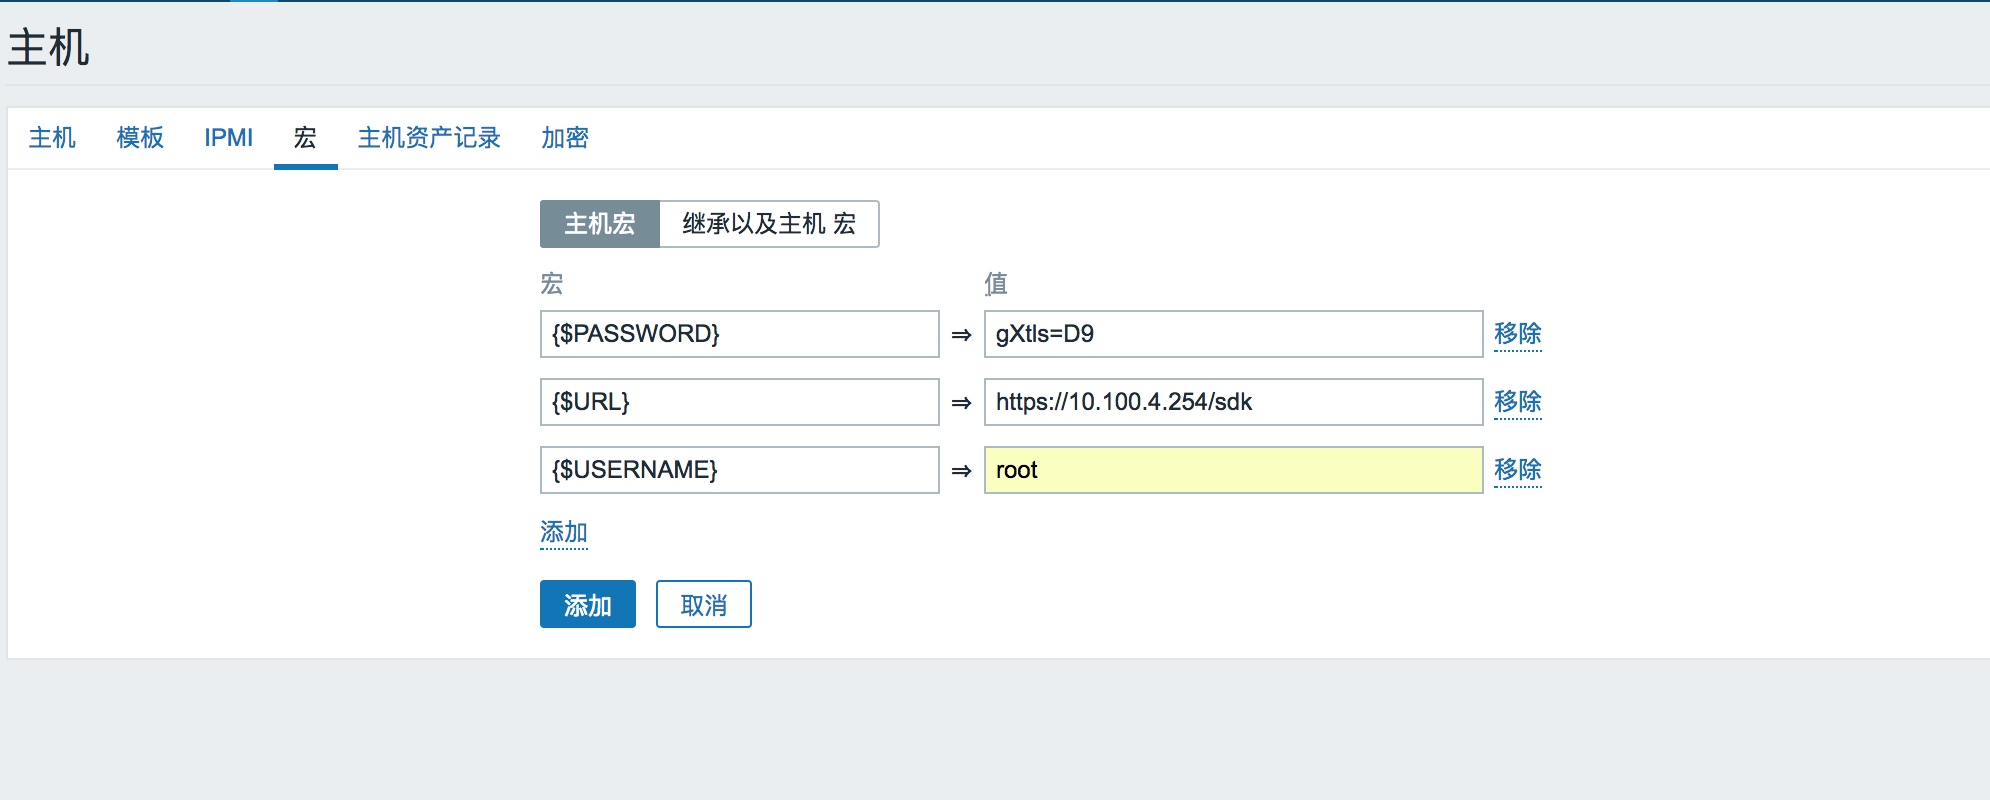 主机
主机 模板 IPMI 宏 主机资产记录 加密
主机宏 继承以及主机 宏
宏 值
{$PASSWORD} ⇒ gXtls=D9 移除
{$URL} ⇒ https://10.100.4.254/sdk 移除
{$USERNAME} ⇒ root 移除
添加
添加 取消